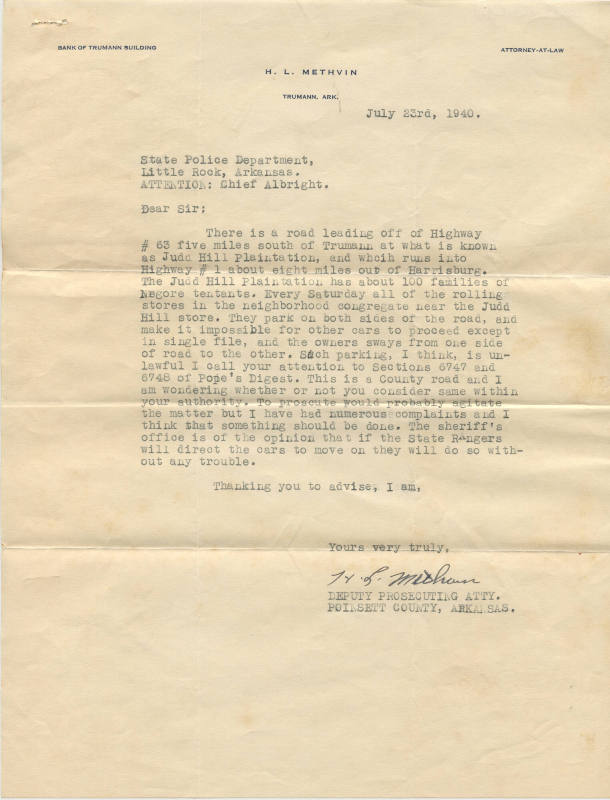 BANK OF TRUMANN BUILDING
ATTORNEY-AT-LAW
H. L. METHVIN
TRUMANN, ARK.
July 23rd, 1940.
State Police Department,
Little Rock, Arkansas.
ATTENTION: Chief Albright.
Dear Sir;
There is a road leading off of Highway
# 63 five miles south of Trumann at what is known
as Judd Hill Plaintation, and whcih runs into
Highway # 1 about eight miles out of Harrisburg.
The Judd Hill Plaintation has about 100 families of
Negore tentants. Every Saturday all of the rolling
stores in the neighborhood congregate near the Judd
Hill store. They park on both sides of the road, and
make it impossible for other cars to proceed except
in single file, and the owners sways from one side
of road to the other. Such parking, I think, is un-
lawful I call your attention to Sections 6747 and
6748 of Pope's Digest. This is a County road and I
am wondering whether or not you consider same within
your authority. To proscute would probably agitate
the matter but I have had numerous complaints and I
think that something should be done. The sheriff's
office is of the opinion that if the State Rangers
will direct the cars to move on they will do so with-
out any trouble.
Thanking you to advise, I am,
Yours very truly,
H. L. Methvin
DEPUTY PROSECUTING ATTY.
POINSETT COUNTY, ARKANSAS.